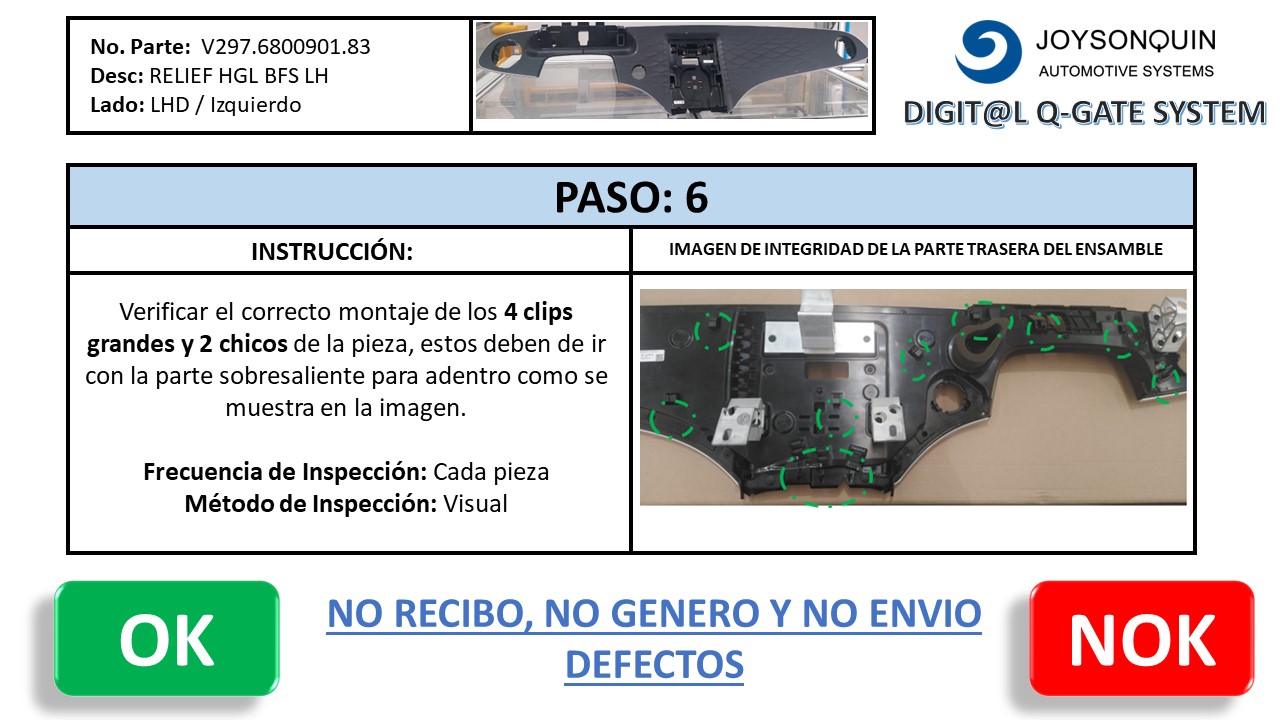 No. Parte: V297.6800901.83
Desc: RELIEF HGL BFS LH
Lado: LHD / Izquierdo
JOYSONQUIN
AUTOMOTIVE SYSTEMS
DIGIT@L Q-GATE SYSTEM
PASO: 6
INSTRUCCIÓN:
IMAGEN DE INTEGRIDAD DE LA PARTE TRASERA DEL ENSAMBLE
Verificar el correcto montaje de los 4 clips
grandes y 2 chicos de la pieza, estos deben de ir
con la parte sobresaliente para adentro como se
muestra en la imagen.
Frecuencia de Inspección: Cada pieza
Método de Inspección: Visual
OK
NO RECIBO, NO GENERO Y NO ENVIO
DEFECTOS
NOK